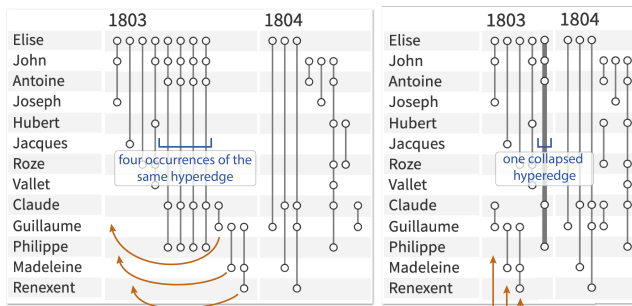 1803
1804
Elise
John
Antoine
Joseph
Hubert
Jacques
Roze
Vallet
Claude
Guillaume
Philippe
Madeleine
Renexent
four occurrences of the
same hyperedge
1803
1804
Elise
John
Antoine
Joseph
Hubert
Jacques
Roze
Vallet
Claude
Guillaume
Philippe
Madeleine
Renexent
one collapsed
hyperedge